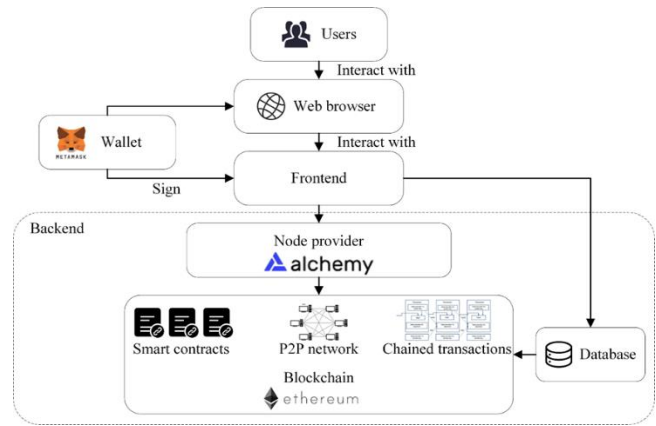 Users
Interact with
Web browser
Interact with
Wallet
METAMASK
Sign
Frontend
Backend
Node provider
alchemy
Smart contracts
P2P network
Chained transactions
Database
Blockchain
ethereum